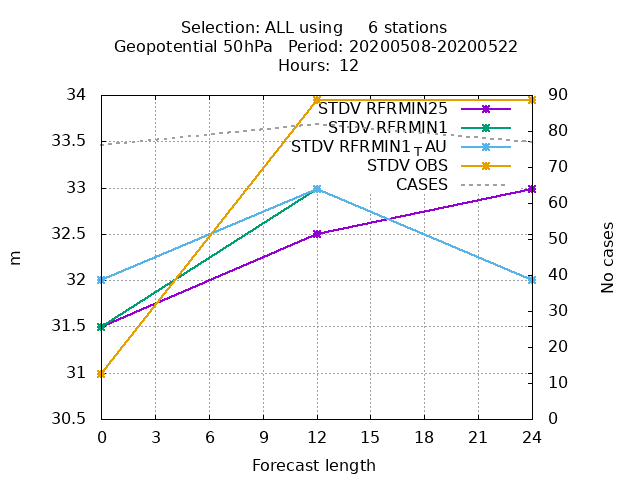 Selection: ALL using 6 stations
Geopotential 50hPa Period: 20200508-20200522
Hours: 12
34
33.5
33
32.5
32
31.5
31
30.5
m
90
80
70
60
50
40
30
20
10
0
No cases
STDV RFRMIN25
STDV RFRMIN1
STDV RFRMIN1_TAU
STDV OBS
CASES
0 3 6 9 12 15 18 21 24
Forecast length